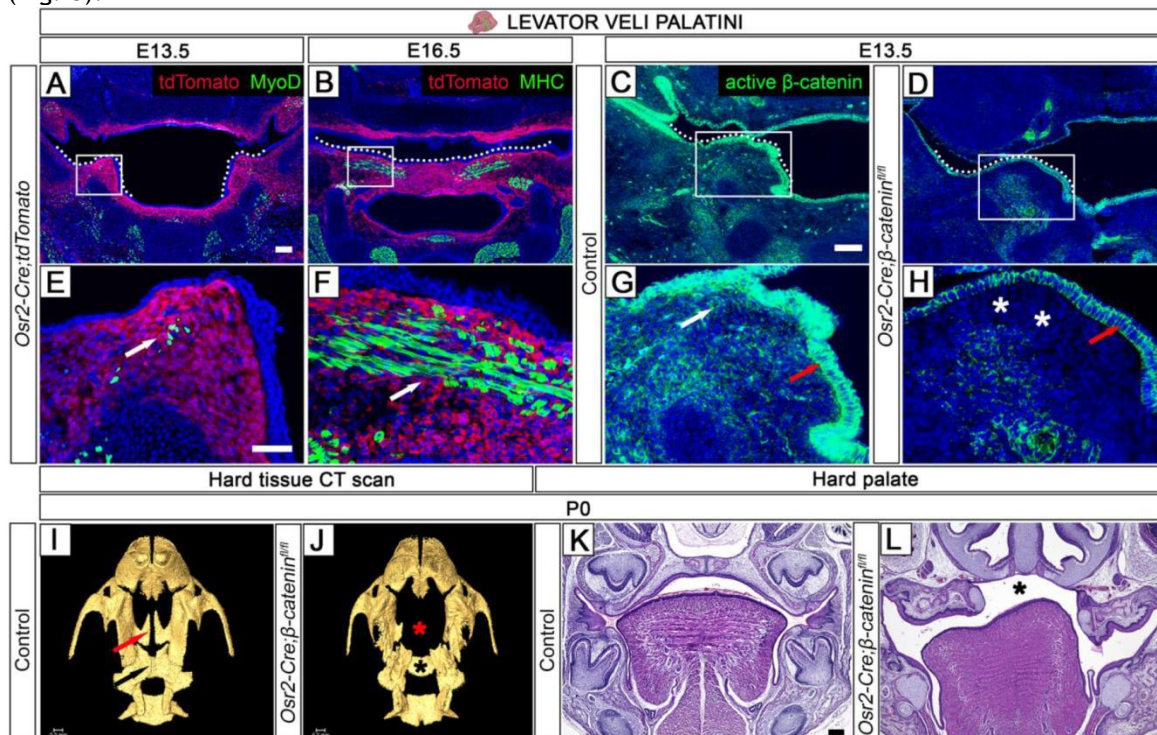 LEVATOR VELI PALATINI
E13.5 E16.5 E13.5
Osr2-Cre;tdTomato
A tdTomato MyoD
B tdTomato MHC
Control
C active β-catenin
Osr2-Cre;β-catenin^fl/fl
D
E
F
G
H
* *
Hard tissue CT scan Hard palate
P0
Control
I
Osr2-Cre;β-catenin^fl/fl
J
*
*
Control
K
Osr2-Cre;β-catenin^fl/fl
L
*